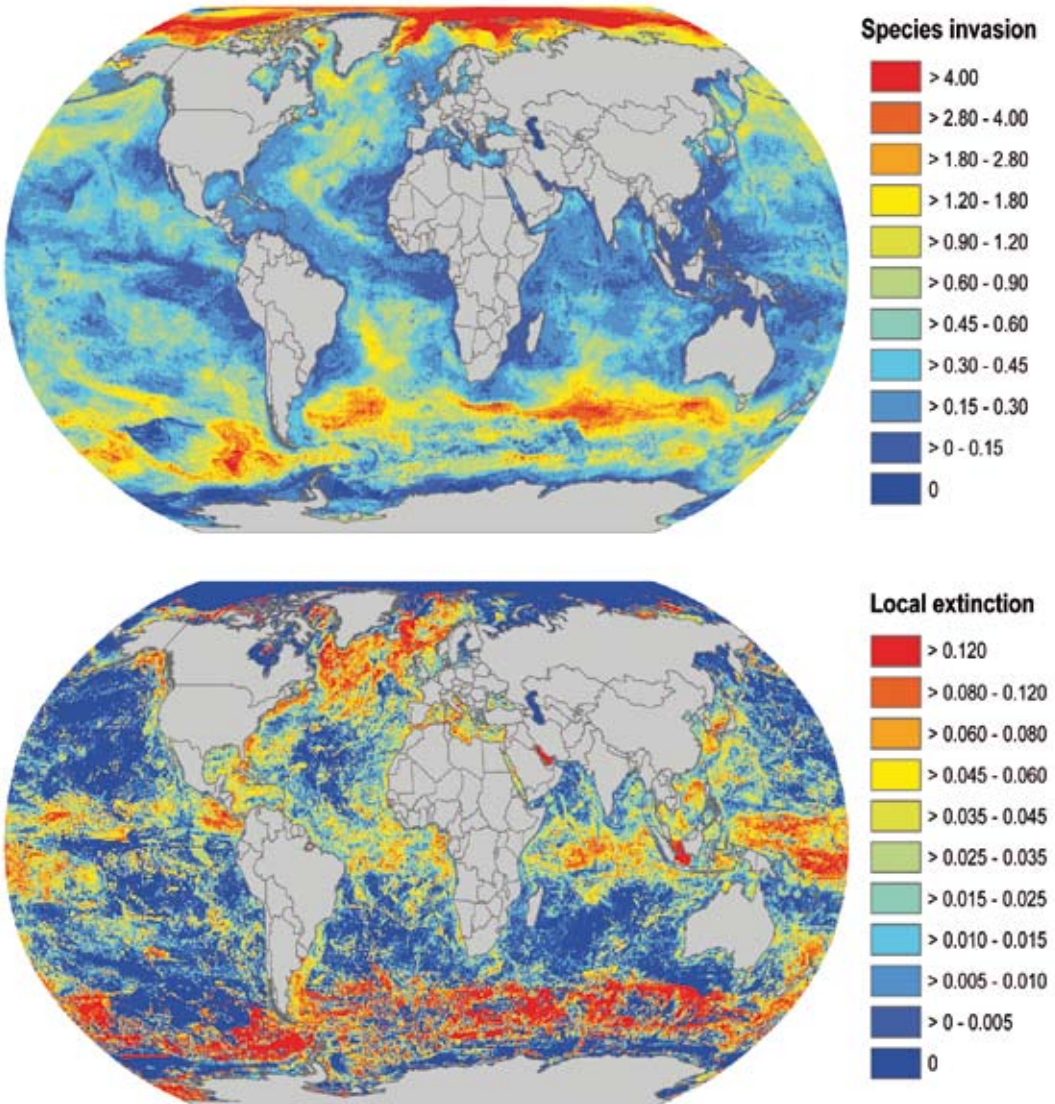 Species invasion
> 4.00
> 2.80 - 4.00
> 1.80 - 2.80
> 1.20 - 1.80
> 0.90 - 1.20
> 0.60 - 0.90
> 0.45 - 0.60
> 0.30 - 0.45
> 0.15 - 0.30
> 0 - 0.15
0
Local extinction
> 0.120
> 0.080 - 0.120
> 0.060 - 0.080
> 0.045 - 0.060
> 0.035 - 0.045
> 0.025 - 0.035
> 0.015 - 0.025
> 0.010 - 0.015
> 0.005 - 0.010
> 0 - 0.005
0